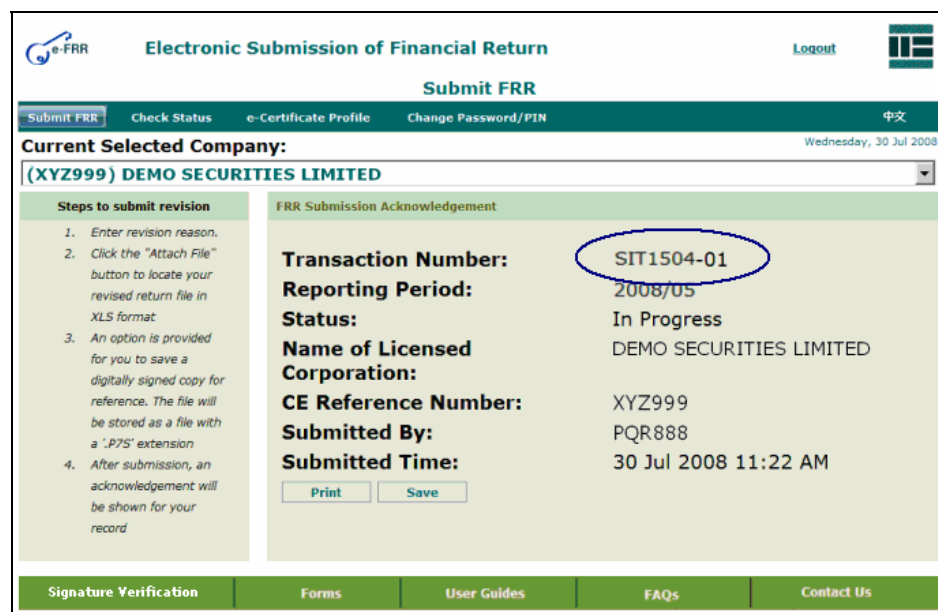 e-FRR
Electronic Submission of Financial Return
Logout
Submit FRR
Submit FRR Check Status e-Certificate Profile Change Password/PIN 中文
Current Selected Company:
Wednesday, 30 Jul 2008
(XYZ999) DEMO SECURITIES LIMITED
Steps to submit revision
1. Enter revision reason.
2. Click the "Attach File"
button to locate your
revised return file in
XLS format
3. An option is provided
for you to save a
digitally signed copy for
reference. The file will
be stored as a file with
a '.P7S' extension
4. After submission, an
acknowledgement will
be shown for your
record
FRR Submission Acknowledgement
Transaction Number: SIT1504-01
Reporting Period: 2008/05
Status: In Progress
Name of Licensed DEMO SECURITIES LIMITED
Corporation:
CE Reference Number: XYZ999
Submitted By: PQR888
Submitted Time: 30 Jul 2008 11:22 AM
Print Save
Signature Verification Forms User Guides FAQs Contact Us